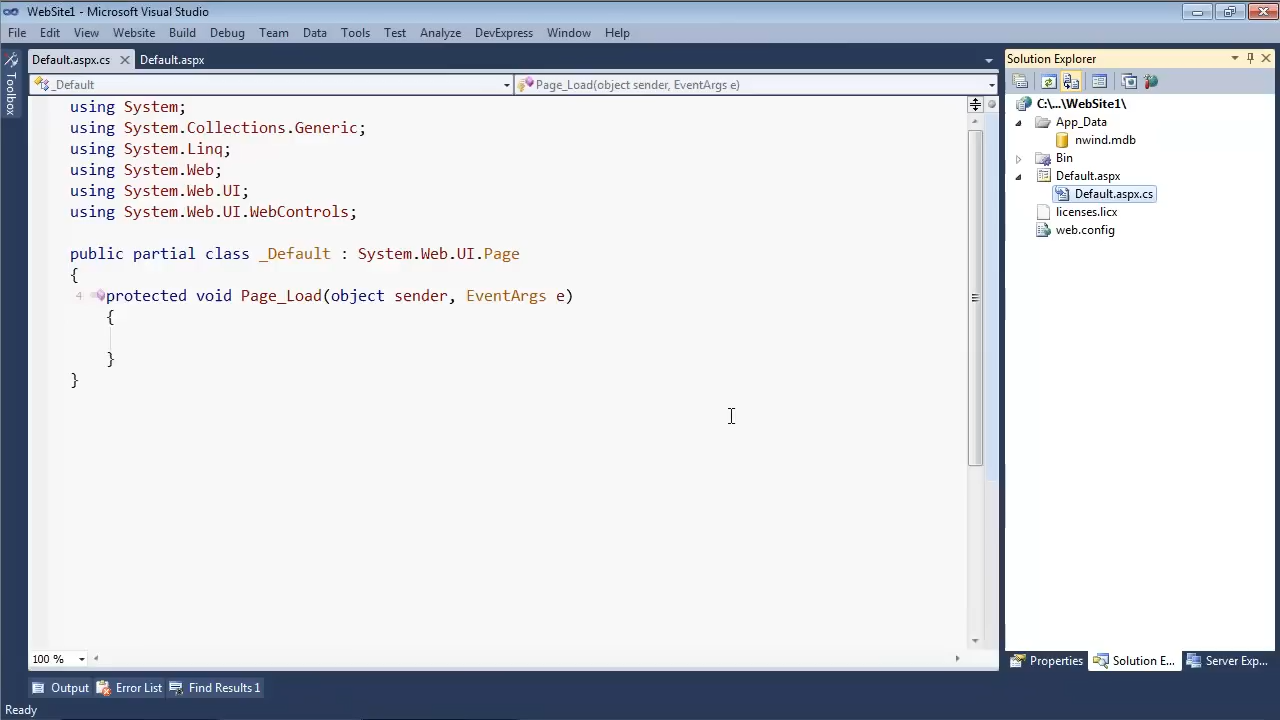 WebSite1 - Microsoft Visual Studio
File Edit View Website Build Debug Team Data Tools Test Analyze DevExpress Window Help
Toolbox
Default.aspx.cs Default.aspx
_Default Page_Load(object sender, EventArgs e)
using System;
using System.Collections.Generic;
using System.Linq;
using System.Web;
using System.Web.UI;
using System.Web.UI.WebControls;
public partial class _Default : System.Web.UI.Page
{
4 protected void Page_Load(object sender, EventArgs e)
{
}
}
100 %
Solution Explorer
C:\...\WebSite1\
App_Data
nwind.mdb
Bin
Default.aspx
Default.aspx.cs
licenses.licx
web.config
Properties Solution E... Server Exp...
Output Error List Find Results 1
Ready